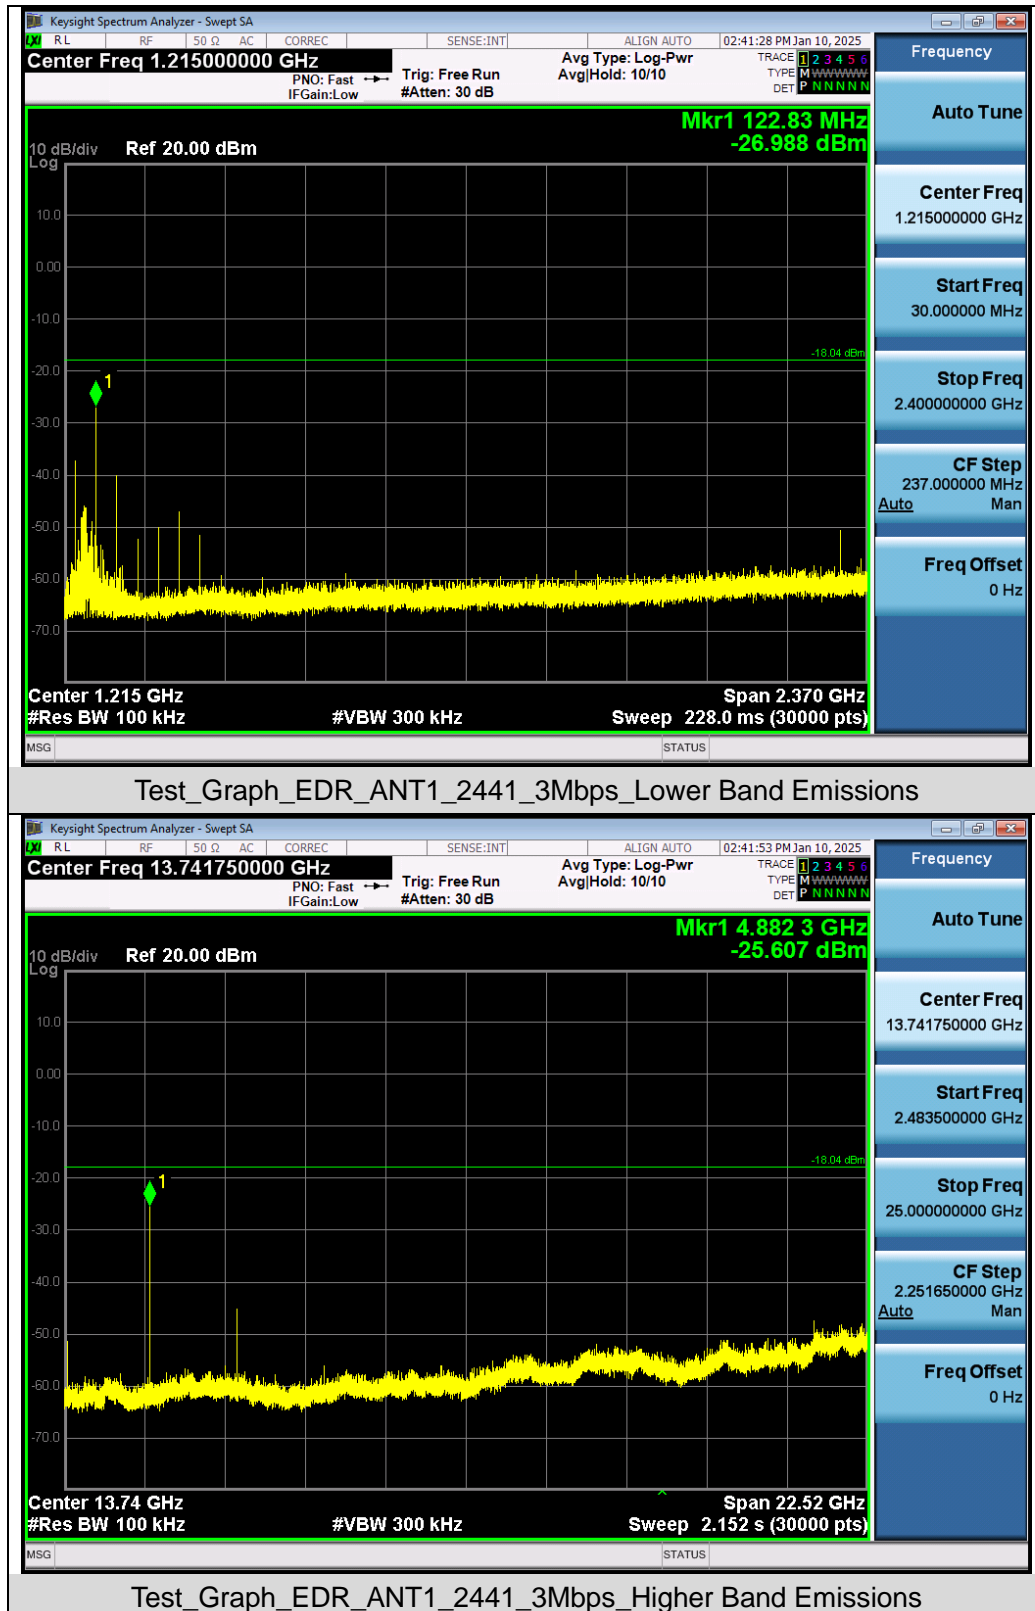 Keysight Spectrum Analyzer - Swept SA
LXI RL RF 50 Ω AC CORREC SENSE:INT ALIGN AUTO 02:41:28 PM Jan 10, 2025
Center Freq 1.215000000 GHz
PNO: Fast
IFGain:Low
Trig: Free Run
#Atten: 30 dB
Avg Type: Log-Pwr
Avg|Hold: 10/10
TRACE 1 2 3 4 5 6
TYPE M W W W W W
DET P N N N N N
Mkr1 122.83 MHz
-26.988 dBm
10 dB/div Ref 20.00 dBm
Log
10.0
0.00
-10.0
-18.04 dBm
-20.0
1
-30.0
-40.0
-50.0
-60.0
-70.0
Center 1.215 GHz Span 2.370 GHz
#Res BW 100 kHz #VBW 300 kHz Sweep 228.0 ms (30000 pts)
MSG STATUS
Frequency
Auto Tune
Center Freq
1.215000000 GHz
Start Freq
30.000000 MHz
Stop Freq
2.400000000 GHz
CF Step
237.000000 MHz
Auto Man
Freq Offset
0 Hz
Test_Graph_EDR_ANT1_2441_3Mbps_Lower Band Emissions
Keysight Spectrum Analyzer - Swept SA
LXI RL RF 50 Ω AC CORREC SENSE:INT ALIGN AUTO 02:41:53 PM Jan 10, 2025
Center Freq 13.741750000 GHz
PNO: Fast
IFGain:Low
Trig: Free Run
#Atten: 30 dB
Avg Type: Log-Pwr
Avg|Hold: 10/10
TRACE 1 2 3 4 5 6
TYPE M W W W W W
DET P N N N N N
Mkr1 4.882 3 GHz
-25.607 dBm
10 dB/div Ref 20.00 dBm
Log
10.0
0.00
-10.0
-18.04 dBm
-20.0
1
-30.0
-40.0
-50.0
-60.0
-70.0
Center 13.74 GHz Span 22.52 GHz
#Res BW 100 kHz #VBW 300 kHz Sweep 2.152 s (30000 pts)
MSG STATUS
Frequency
Auto Tune
Center Freq
13.741750000 GHz
Start Freq
2.483500000 GHz
Stop Freq
25.000000000 GHz
CF Step
2.251650000 GHz
Auto Man
Freq Offset
0 Hz
Test_Graph_EDR_ANT1_2441_3Mbps_Higher Band Emissions